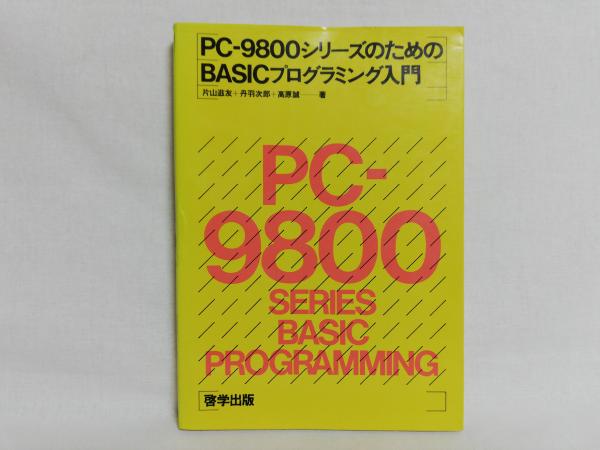 PC-9800シリーズのための
BASICプログラミング入門
片山滋友+丹羽次郎+高原誠——著
PC-
9800
SERIES
BASIC
PROGRAMMING
啓学出版